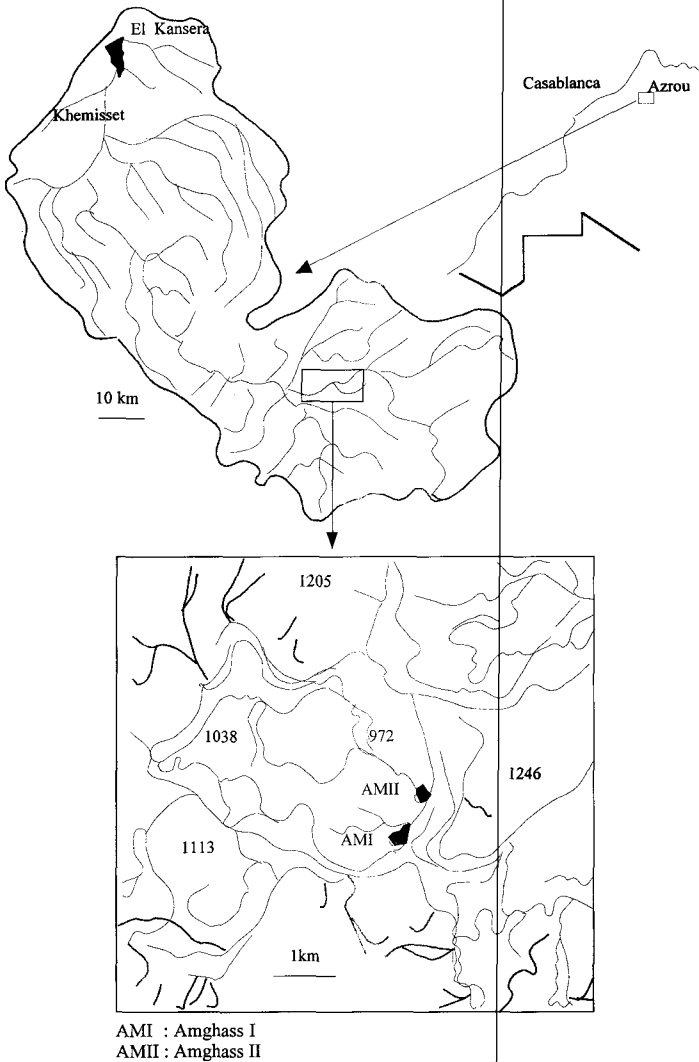 El Kansera
Casablanca
Azrou
Khemisset
10 km
1205
1038
972
1246
AMII
AMI
1113
1km
AMI : Amghass I
AMII : Amghass II